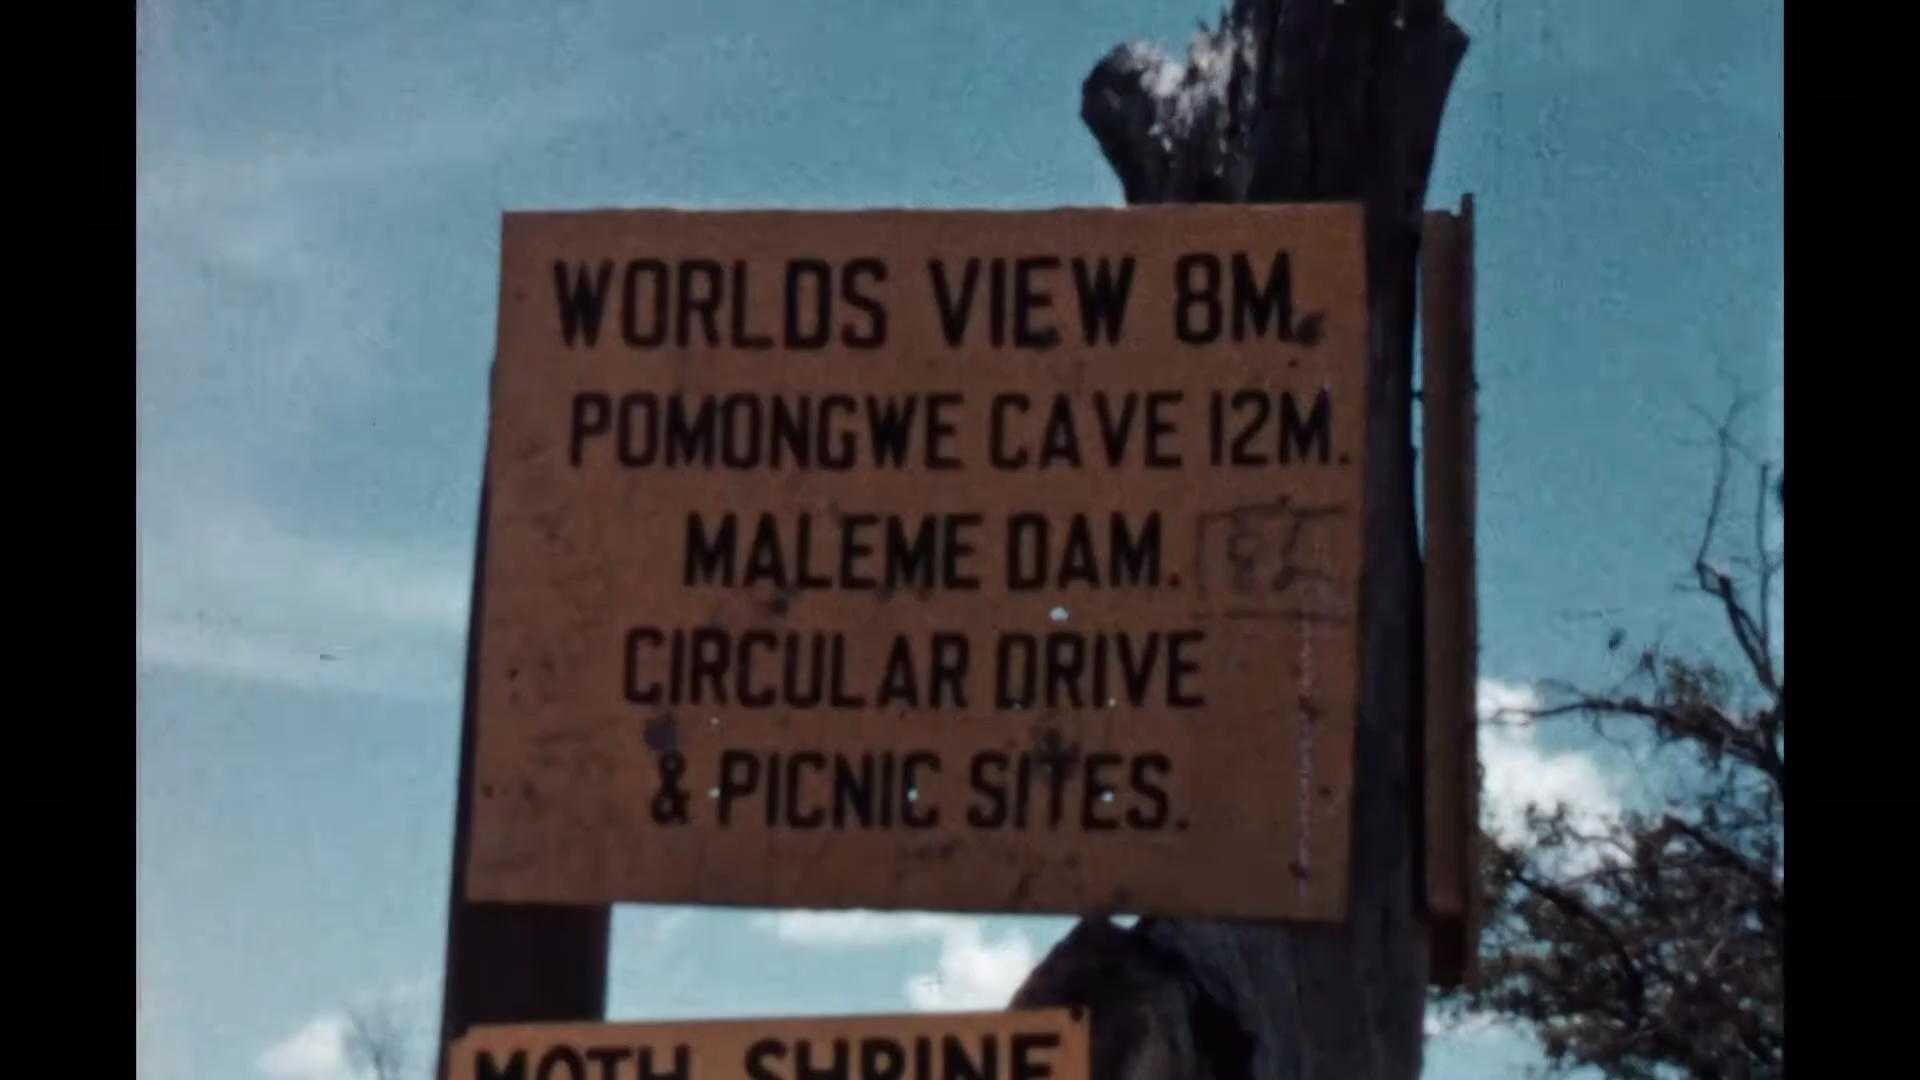 WORLDS VIEW 8M.
POMONGWE CAVE 12M.
MALEME DAM.
CIRCULAR DRIVE
& PICNIC SITES.
MOTH SHRINE